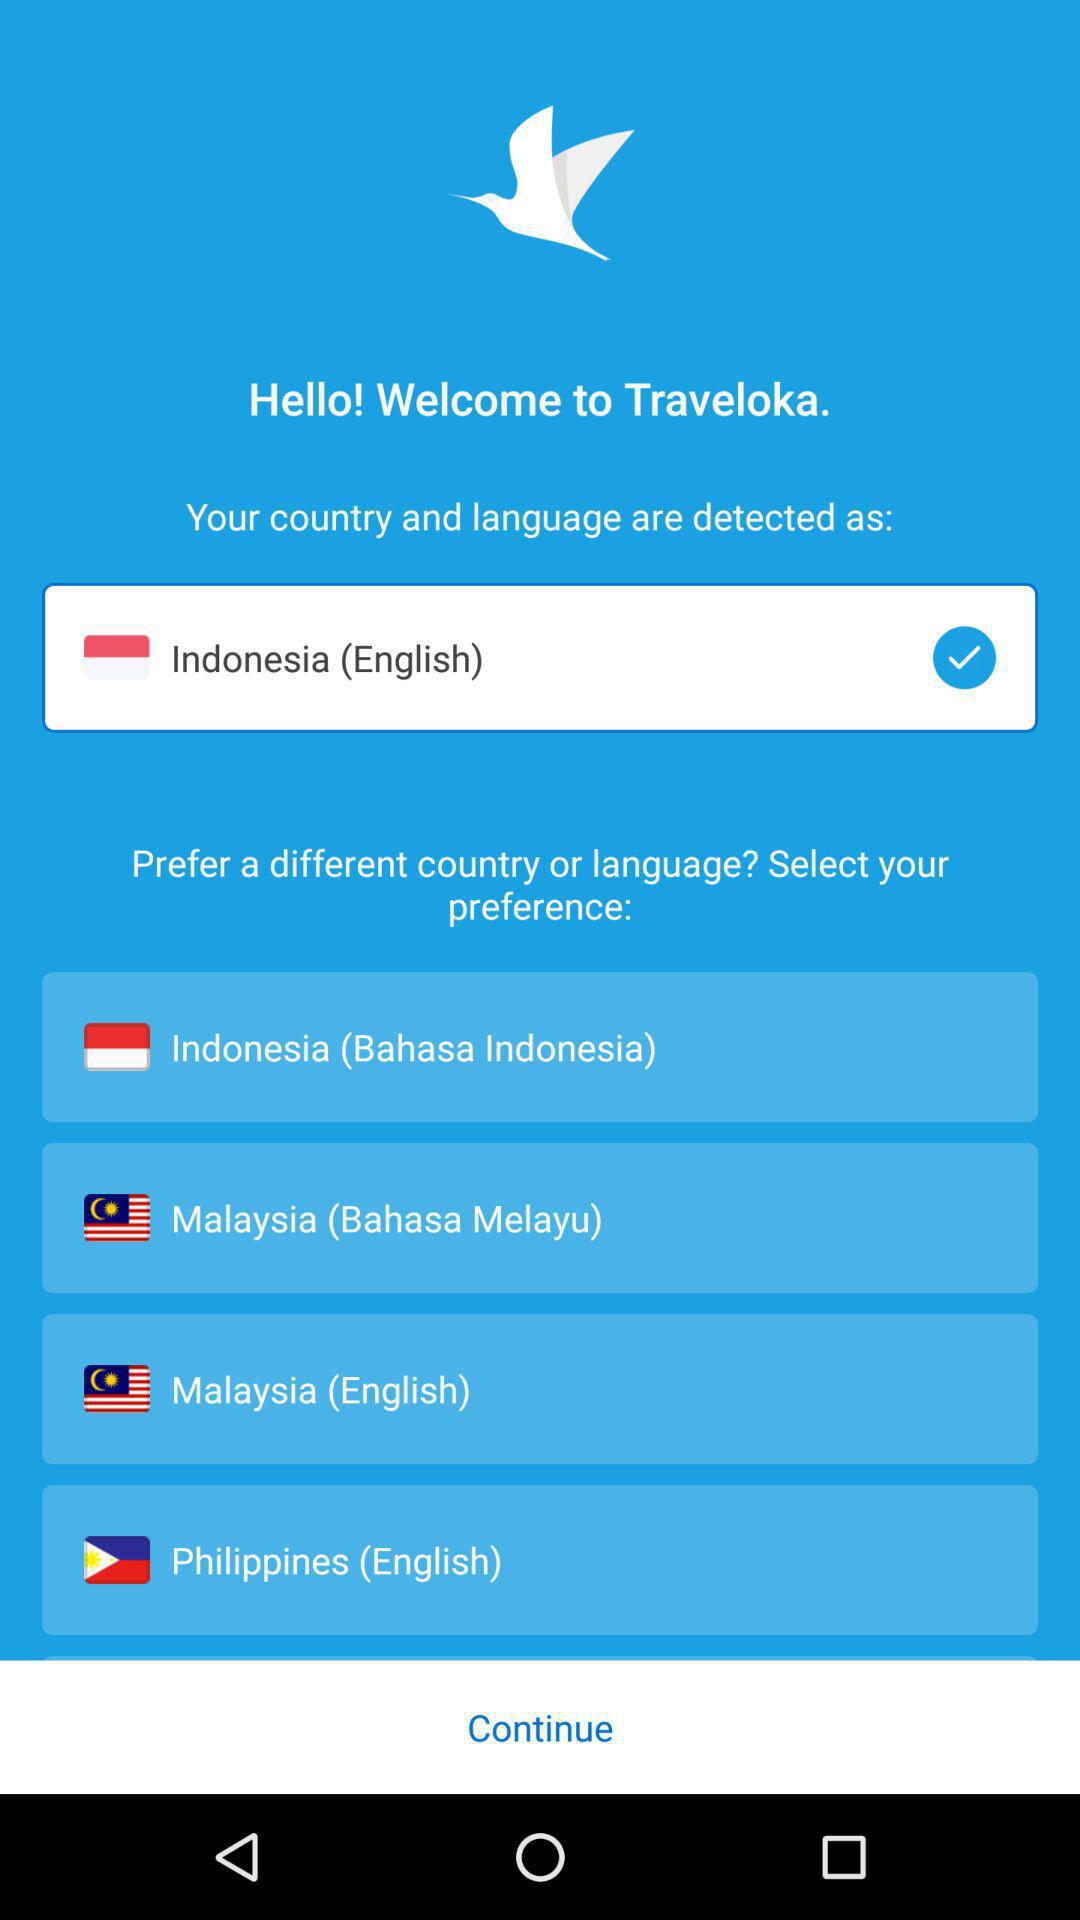 Hello! Welcome to Traveloka.
Your country and language are detected as:
Indonesia (English)
Prefer a different country or language? Select your
preference:
Indonesia (Bahasa Indonesia)
Malaysia (Bahasa Melayu)
Malaysia (English)
Philippines (English)
Continue